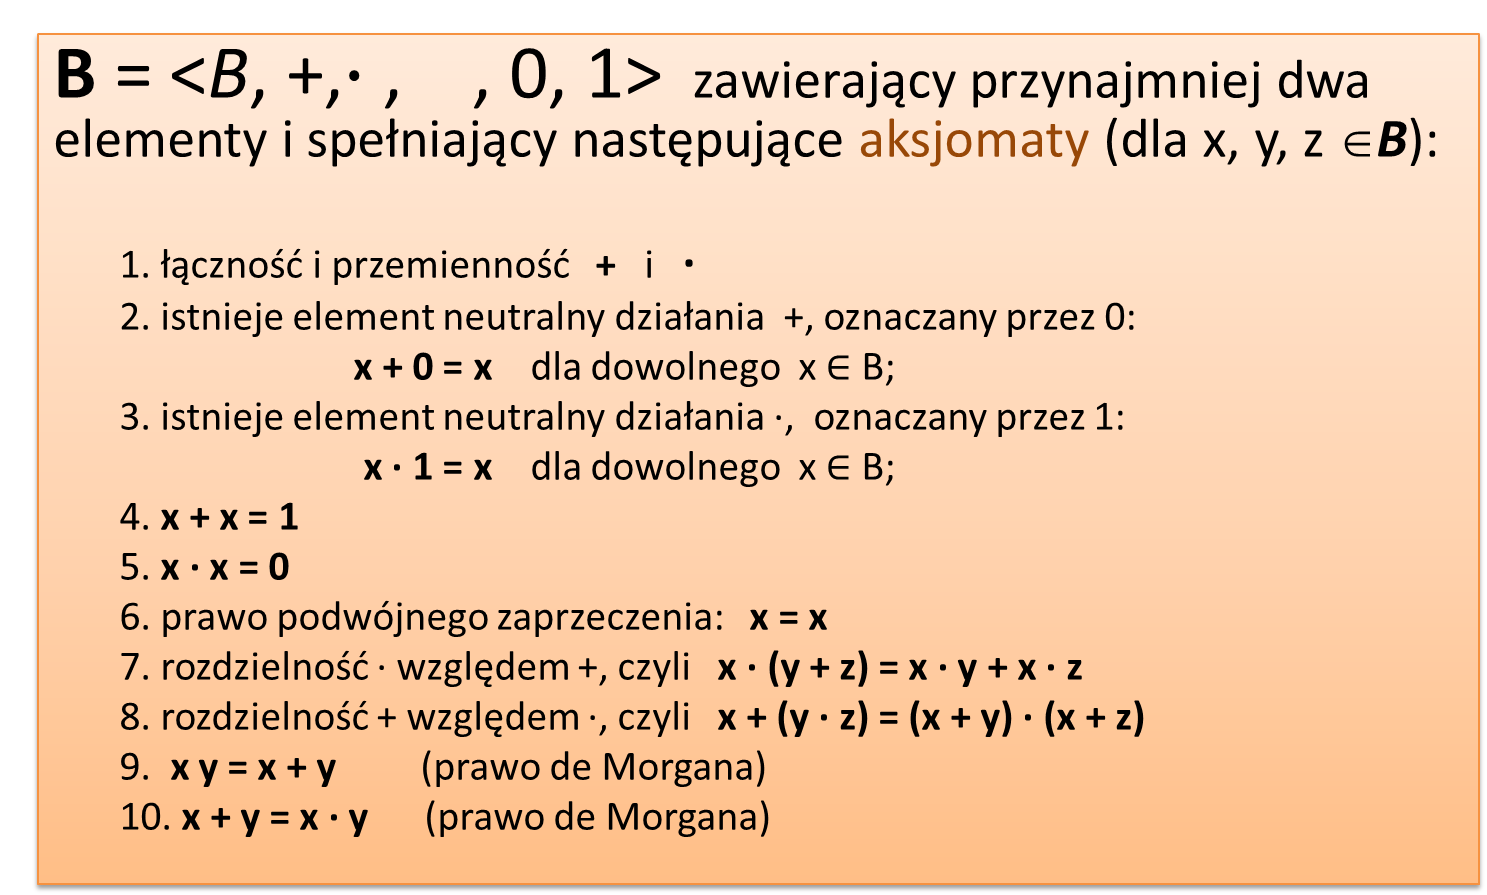 B = <B, +,· ,   , 0, 1> zawierający przynajmniej dwa
elementy i spełniający następujące aksjomaty (dla x, y, z ∈B):
1. łączność i przemienność + i ·
2. istnieje element neutralny działania +, oznaczany przez 0:
x + 0 = x dla dowolnego x ∈ B;
3. istnieje element neutralny działania ·, oznaczany przez 1:
x · 1 = x dla dowolnego x ∈ B;
4. x + x = 1
5. x · x = 0
6. prawo podwójnego zaprzeczenia: x = x
7. rozdzielność · względem +, czyli x · (y + z) = x · y + x · z
8. rozdzielność + względem ·, czyli x + (y · z) = (x + y) · (x + z)
9. x y = x + y (prawo de Morgana)
10. x + y = x · y (prawo de Morgana)